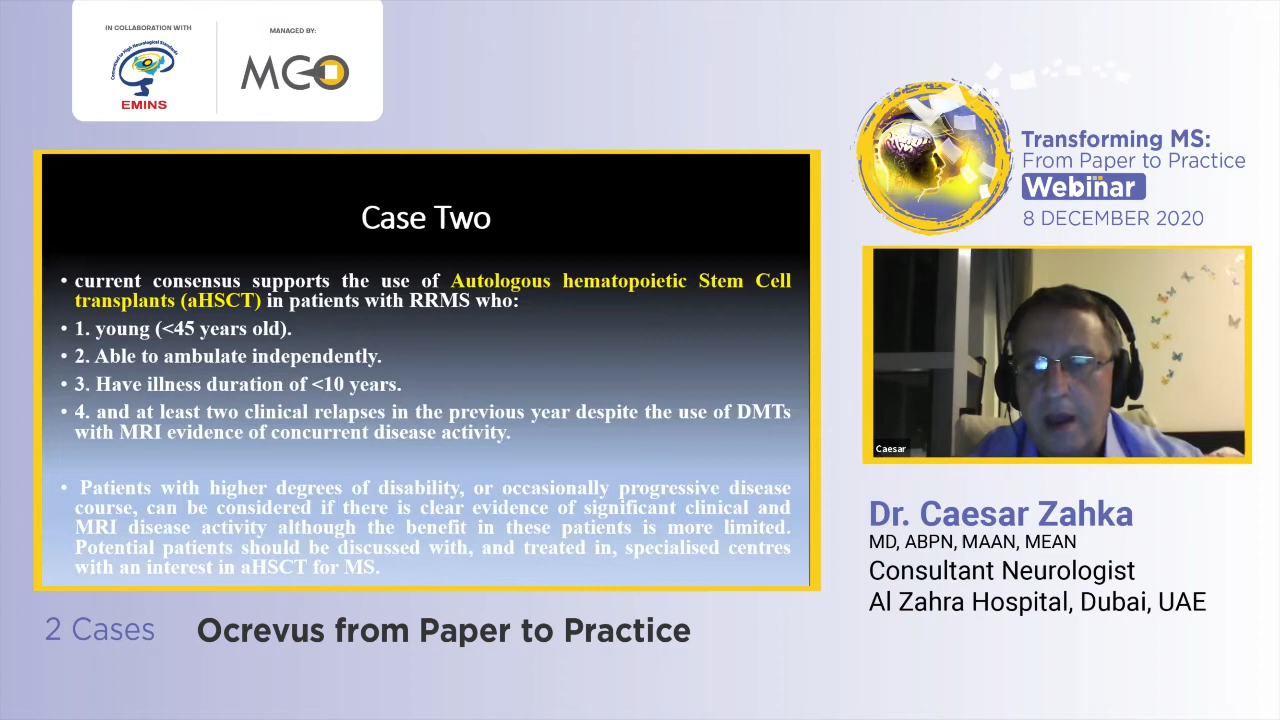 IN COLLABORATION WITH
MANAGED BY:
Committed to High Neurological Standards
EMINS
MCO
Transforming MS:
From Paper to Practice
Webinar
8 DECEMBER 2020
Case Two
• current consensus supports the use of Autologous hematopoietic Stem Cell
transplants (aHSCT) in patients with RRMS who:
• 1. young (<45 years old).
• 2. Able to ambulate independently.
• 3. Have illness duration of <10 years.
• 4. and at least two clinical relapses in the previous year despite the use of DMTs
with MRI evidence of concurrent disease activity.
• Patients with higher degrees of disability, or occasionally progressive disease
course, can be considered if there is clear evidence of significant clinical and
MRI disease activity although the benefit in these patients is more limited.
Potential patients should be discussed with, and treated in, specialised centres
with an interest in aHSCT for MS.
Caesar
Dr. Caesar Zahka
MD, ABPN, MAAN, MEAN
Consultant Neurologist
Al Zahra Hospital, Dubai, UAE
2 Cases
Ocrevus from Paper to Practice